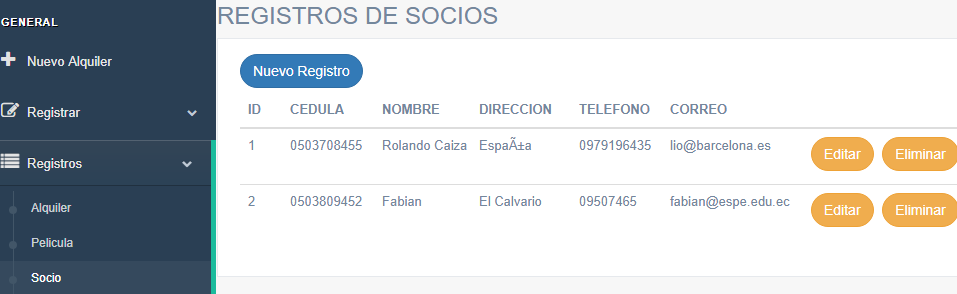 REGISTROS DE SOCIOS
GENERAL
Nuevo Alquiler
Registrar
Registros
Alquiler
Pelicula
Socio
Nuevo Registro
ID CEDULA NOMBRE DIRECCION TELEFONO CORREO
1 0503708455 Rolando Caiza EspaÃ±a 0979196435 lio@barcelona.es Editar Eliminar
2 0503809452 Fabian El Calvario 09507465 fabian@espe.edu.ec Editar Eliminar